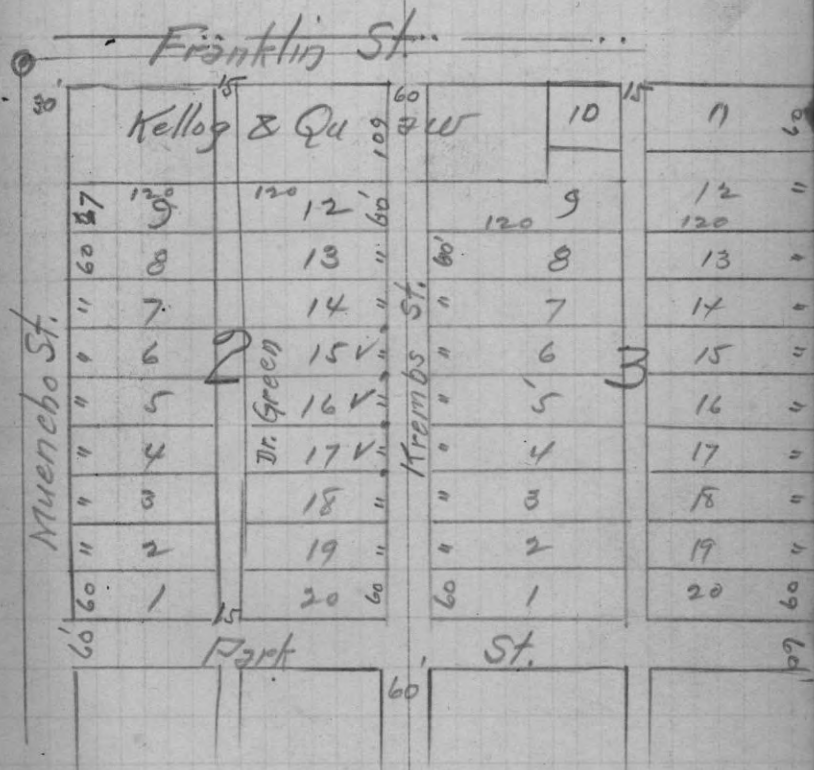 Franklin St.
30' 15 60 15
Kellog & Qu aw 10 11 60
109
67 120 9 120 12 60' 120 9 12 120 "
60 8 13 " 60' 8 13 "
" 7 14 " " 7 14 "
" 6 15 ✓ " " 6 15 "
" 5 16 ✓ " " 5 16 "
" 4 17 ✓ " " 4 17 "
" 3 18 " 3 18 "
" 2 19 " " 2 19 "
60 1 20 60 60 1 20 60
Muencho St.
2
Dr. Green
Krembs St.
3
15
60' Park St. 60
60'